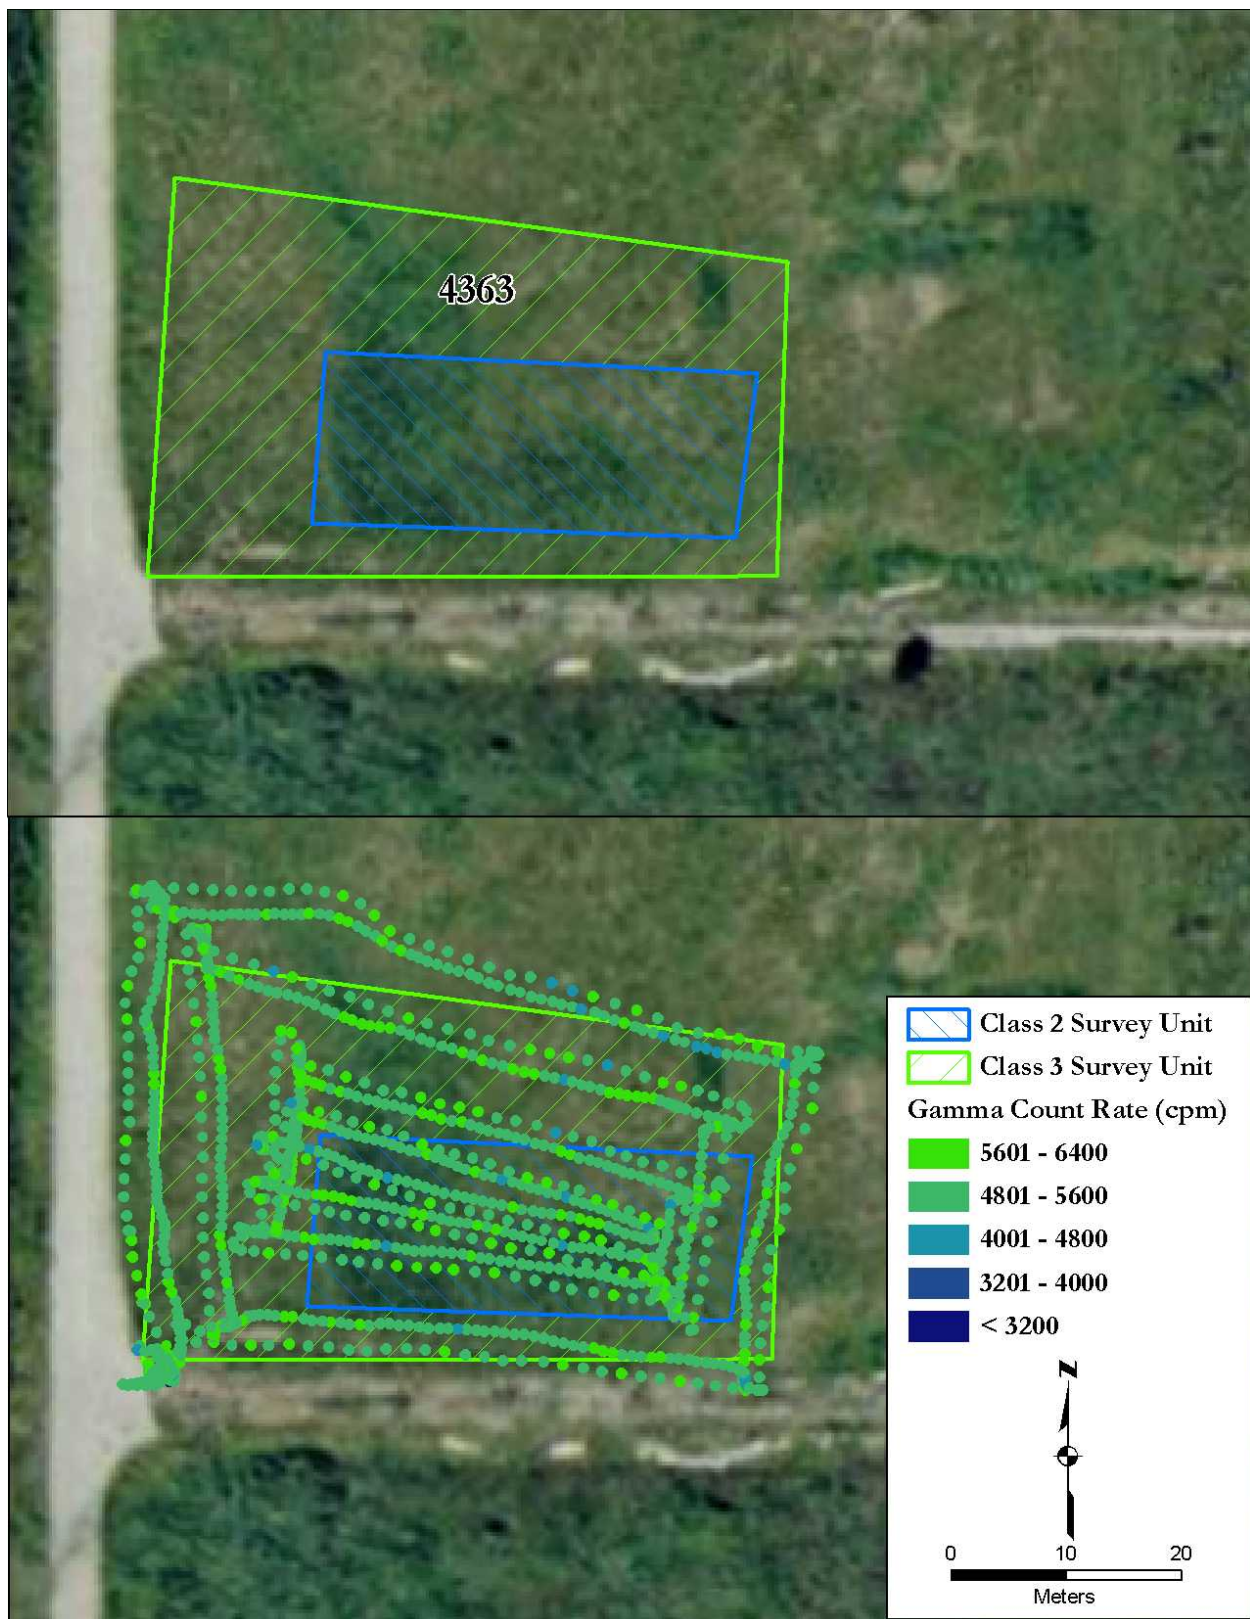 4363
Class 2 Survey Unit
Class 3 Survey Unit
Gamma Count Rate (cpm)
5601 - 6400
4801 - 5600
4001 - 4800
3201 - 4000
< 3200
N
0 10 20
Meters